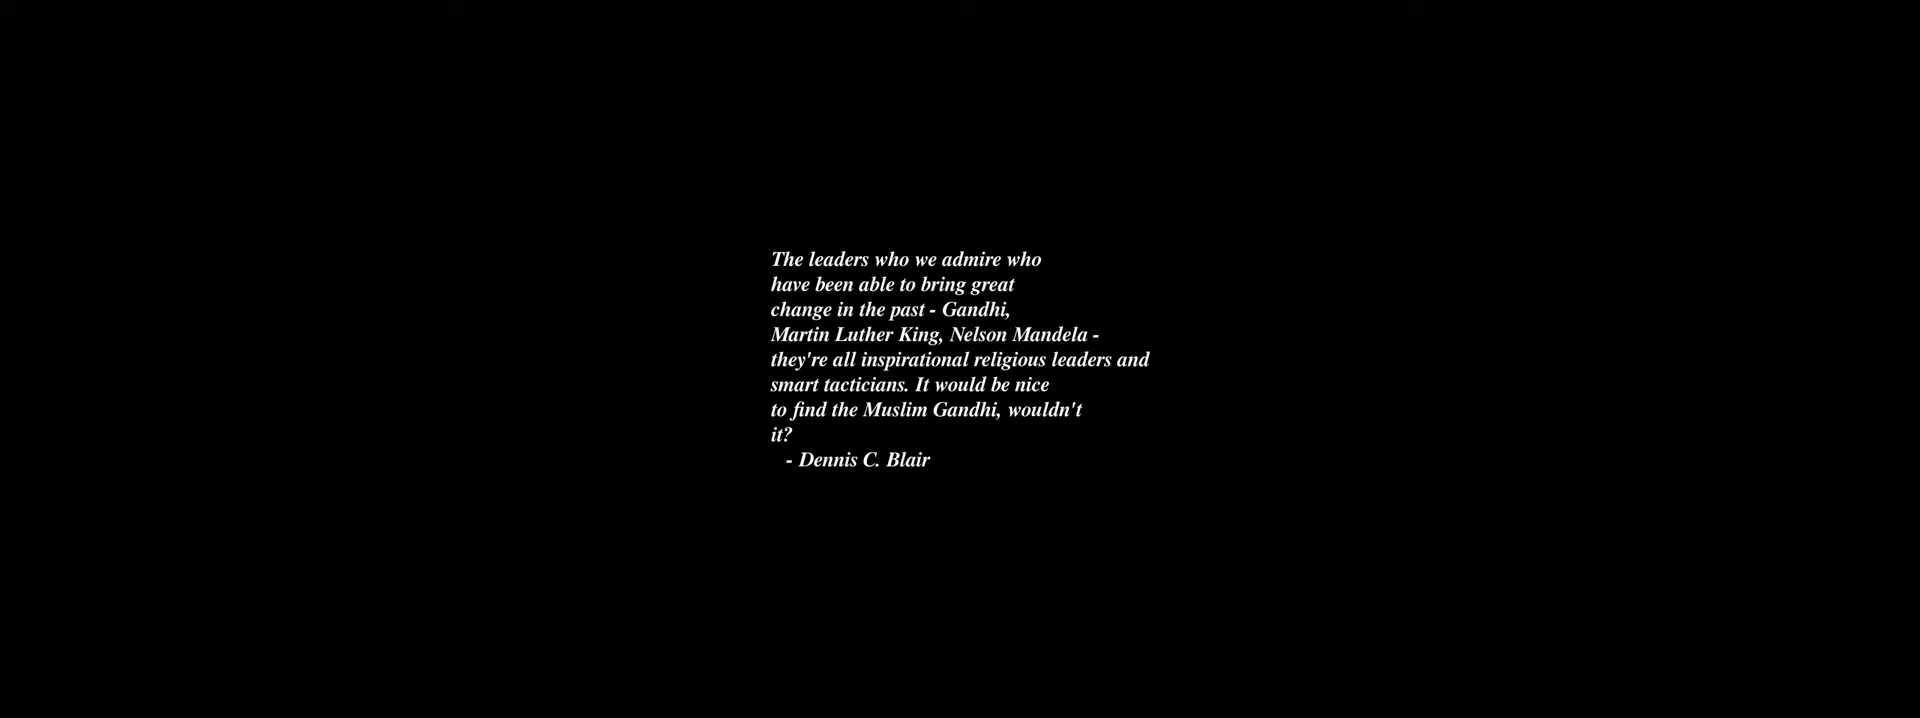 The leaders who we admire who
have been able to bring great
change in the past - Gandhi,
Martin Luther King, Nelson Mandela -
they're all inspirational religious leaders and
smart tacticians. It would be nice
to find the Muslim Gandhi, wouldn't
it?
- Dennis C. Blair